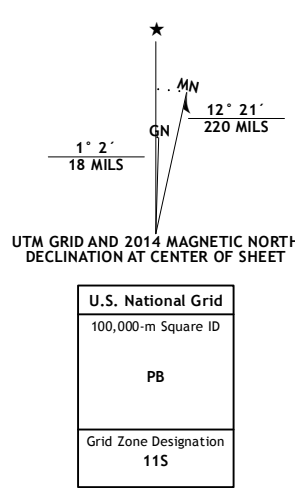 ★
MN
GN
12° 21´
220 MILS
1° 2´
18 MILS
UTM GRID AND 2014 MAGNETIC NORTH
DECLINATION AT CENTER OF SHEET
U.S. National Grid
100,000-m Square ID
PB
Grid Zone Designation
11S